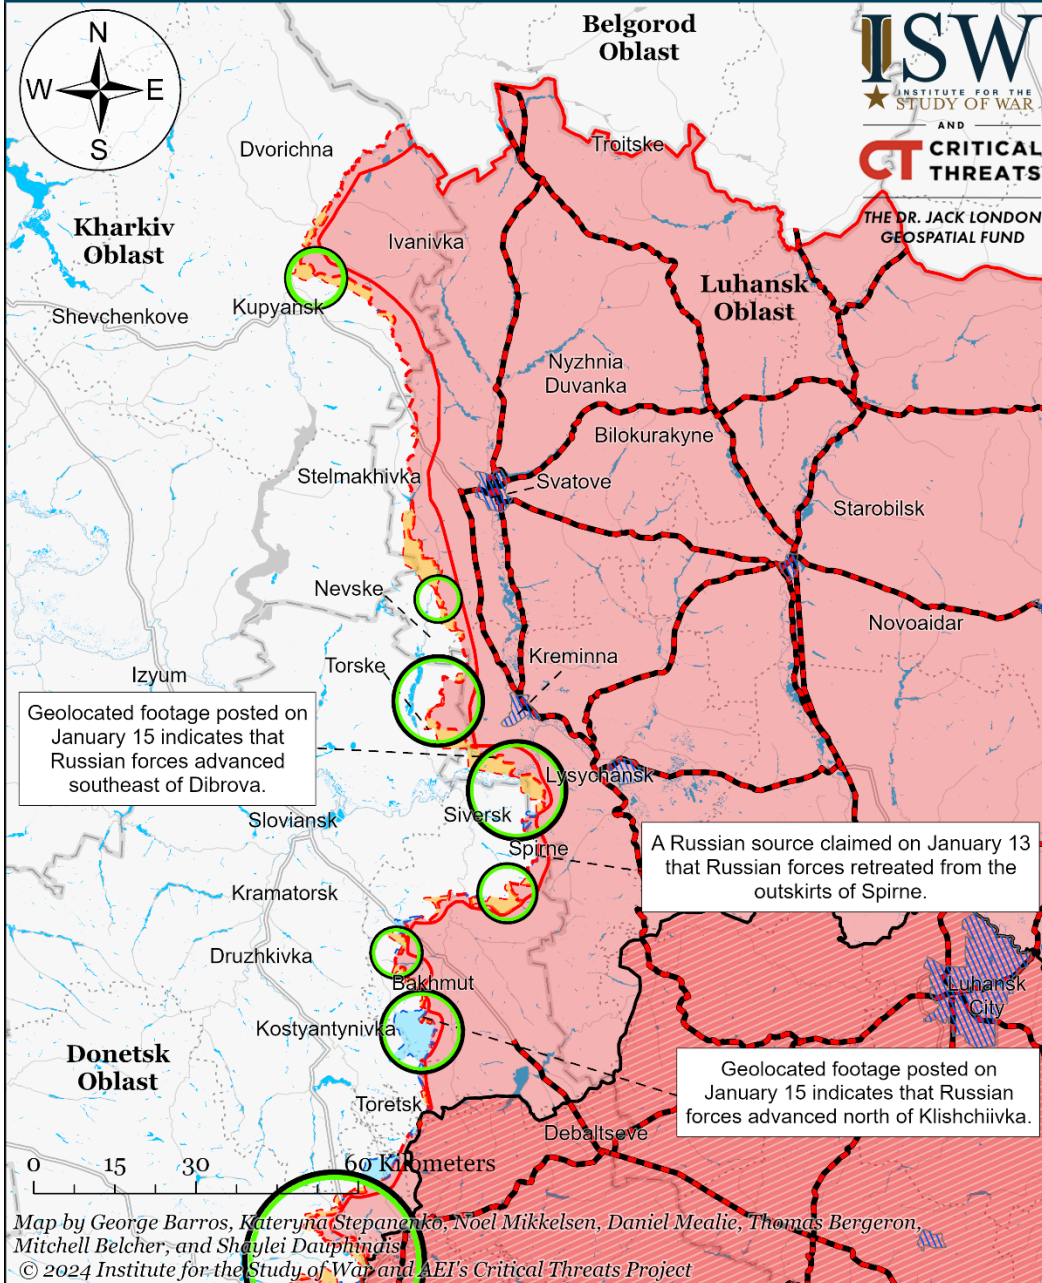 N
W
E
S
Belgorod
Oblast
ISW
INSTITUTE FOR THE
STUDY OF WAR
AND
CT CRITICAL
THREATS
THE DR. JACK LONDON
GEOSPATIAL FUND
Dvorichna
Troitske
Kharkiv
Oblast
Ivanivka
Luhansk
Oblast
Kupyansk
Shevchenkove
Nyzhnia
Duvanka
Bilokurakyne
Stelmakhivka
Svatove
Starobilsk
Nevske
Novoaidar
Torske
Kreminna
Izyum
Geolocated footage posted on
January 15 indicates that
Russian forces advanced
southeast of Dibrova.
Lysychansk
Siversk
Sloviansk
Spirne
A Russian source claimed on January 13
that Russian forces retreated from the
outskirts of Spirne.
Kramatorsk
Druzhkivka
Bakhmut
Luhansk
City
Kostyantynivka
Donetsk
Oblast
Geolocated footage posted on
January 15 indicates that Russian
forces advanced north of Klishchiivka.
Toretsk
Debaltseve
0 15 30 60 Kilometers
Map by George Barros, Kateryna Stepanenko, Noel Mikkelsen, Daniel Mealie, Thomas Bergeron,
Mitchell Belcher, and Shaylei Dauphinais
© 2024 Institute for the Study of War and AEI's Critical Threats Project